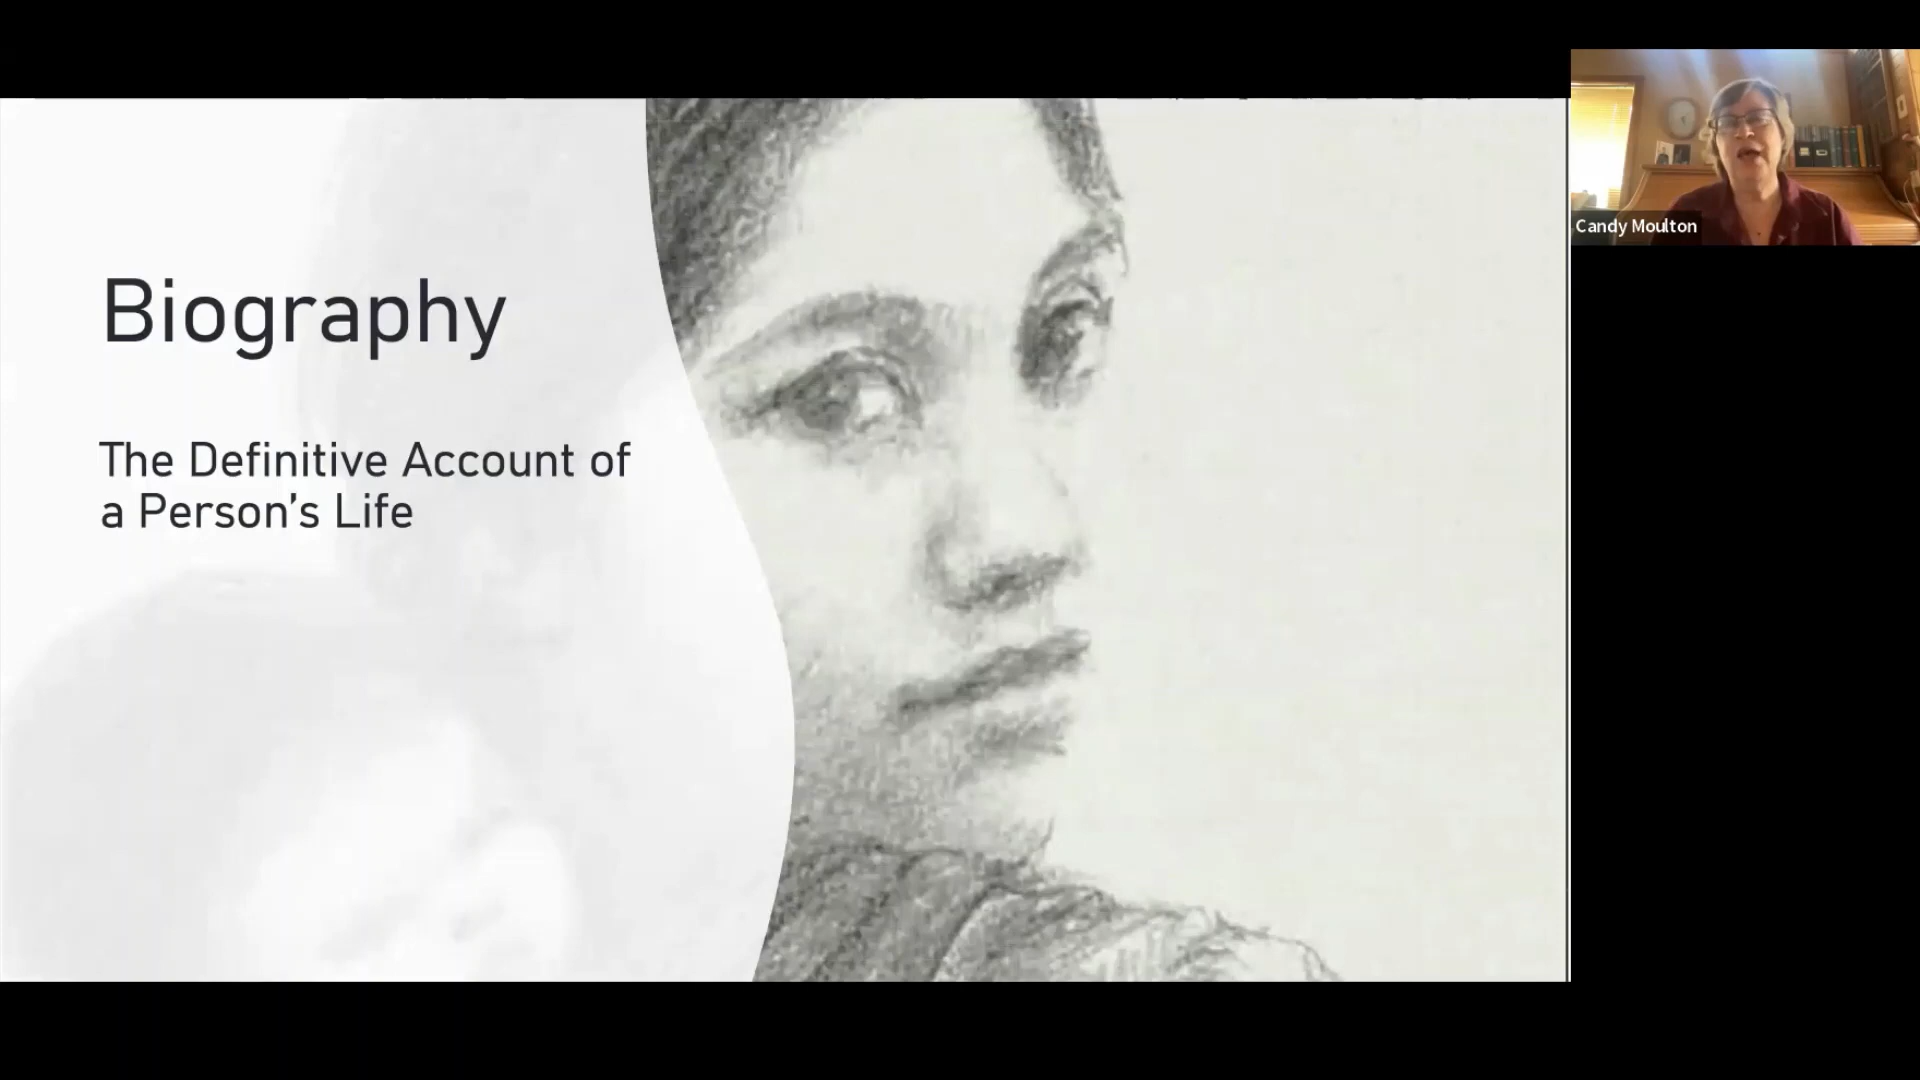 Biography
The Definitive Account of
a Person's Life
Candy Moulton